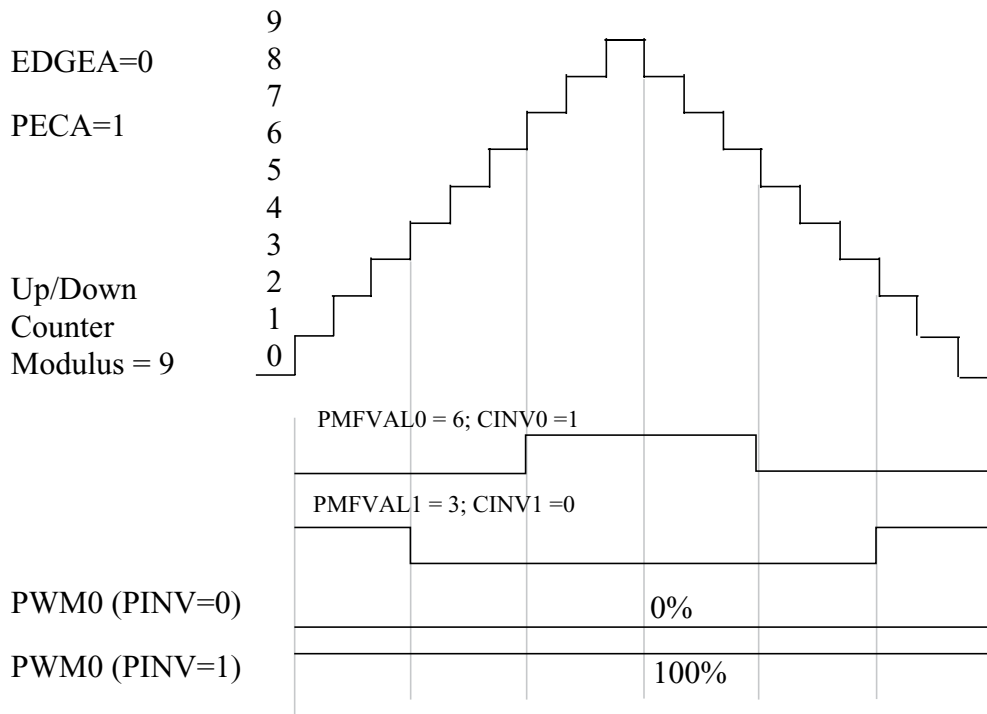 9
EDGEA=0
8
7
PECA=1
6
5
4
3
Up/Down
2
Counter
1
Modulus = 9
0
PMFVAL0 = 6; CINV0 =1
PMFVAL1 = 3; CINV1 =0
PWM0 (PINV=0)
0%
PWM0 (PINV=1)
100%